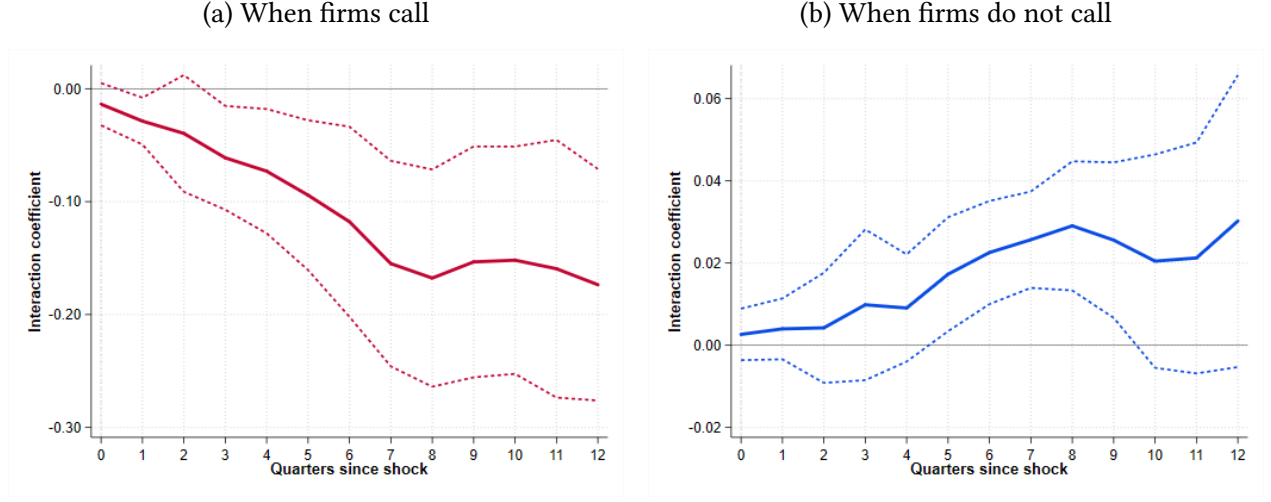 (a) When firms call
0.00
-0.10
-0.20
-0.30
Interaction coefficient
0 1 2 3 4 5 6 7 8 9 10 11 12
Quarters since shock
(b) When firms do not call
0.06
0.04
0.02
0.00
-0.02
Interaction coefficient
0 1 2 3 4 5 6 7 8 9 10 11 12
Quarters since shock